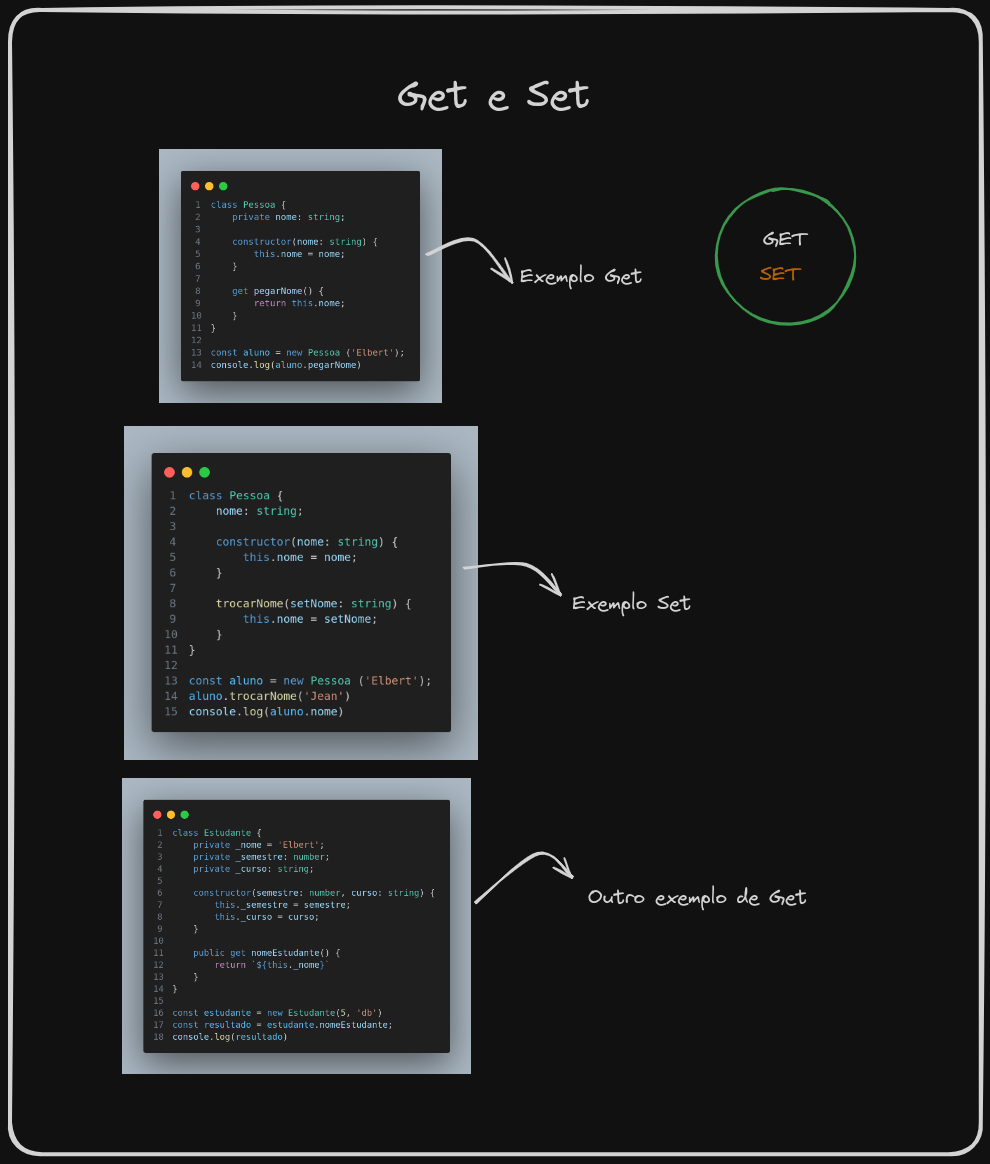 Get e Set
1 class Pessoa {
2     private nome: string;
3
4     constructor(nome: string) {
5         this.nome = nome;
6     }
7
8     get pegarNome() {
9         return this.nome;
10     }
11 }
12
13 const aluno = new Pessoa ('Elbert');
14 console.log(aluno.pegarNome)
Exemplo Get
GET
SET
1 class Pessoa {
2     nome: string;
3
4     constructor(nome: string) {
5         this.nome = nome;
6     }
7
8     trocarNome(setNome: string) {
9         this.nome = setNome;
10     }
11 }
12
13 const aluno = new Pessoa ('Elbert');
14 aluno.trocarNome('Jean')
15 console.log(aluno.nome)
Exemplo Set
1 class Estudante {
2     private _nome = 'Elbert';
3     private _semestre: number;
4     private _curso: string;
5
6     constructor(semestre: number, curso: string) {
7         this._semestre = semestre;
8         this._curso = curso;
9     }
10
11     public get nomeEstudante() {
12         return `${this._nome}`
13     }
14 }
15
16 const estudante = new Estudante(5, 'db')
17 const resultado = estudante.nomeEstudante;
18 console.log(resultado)
Outro exemplo de Get